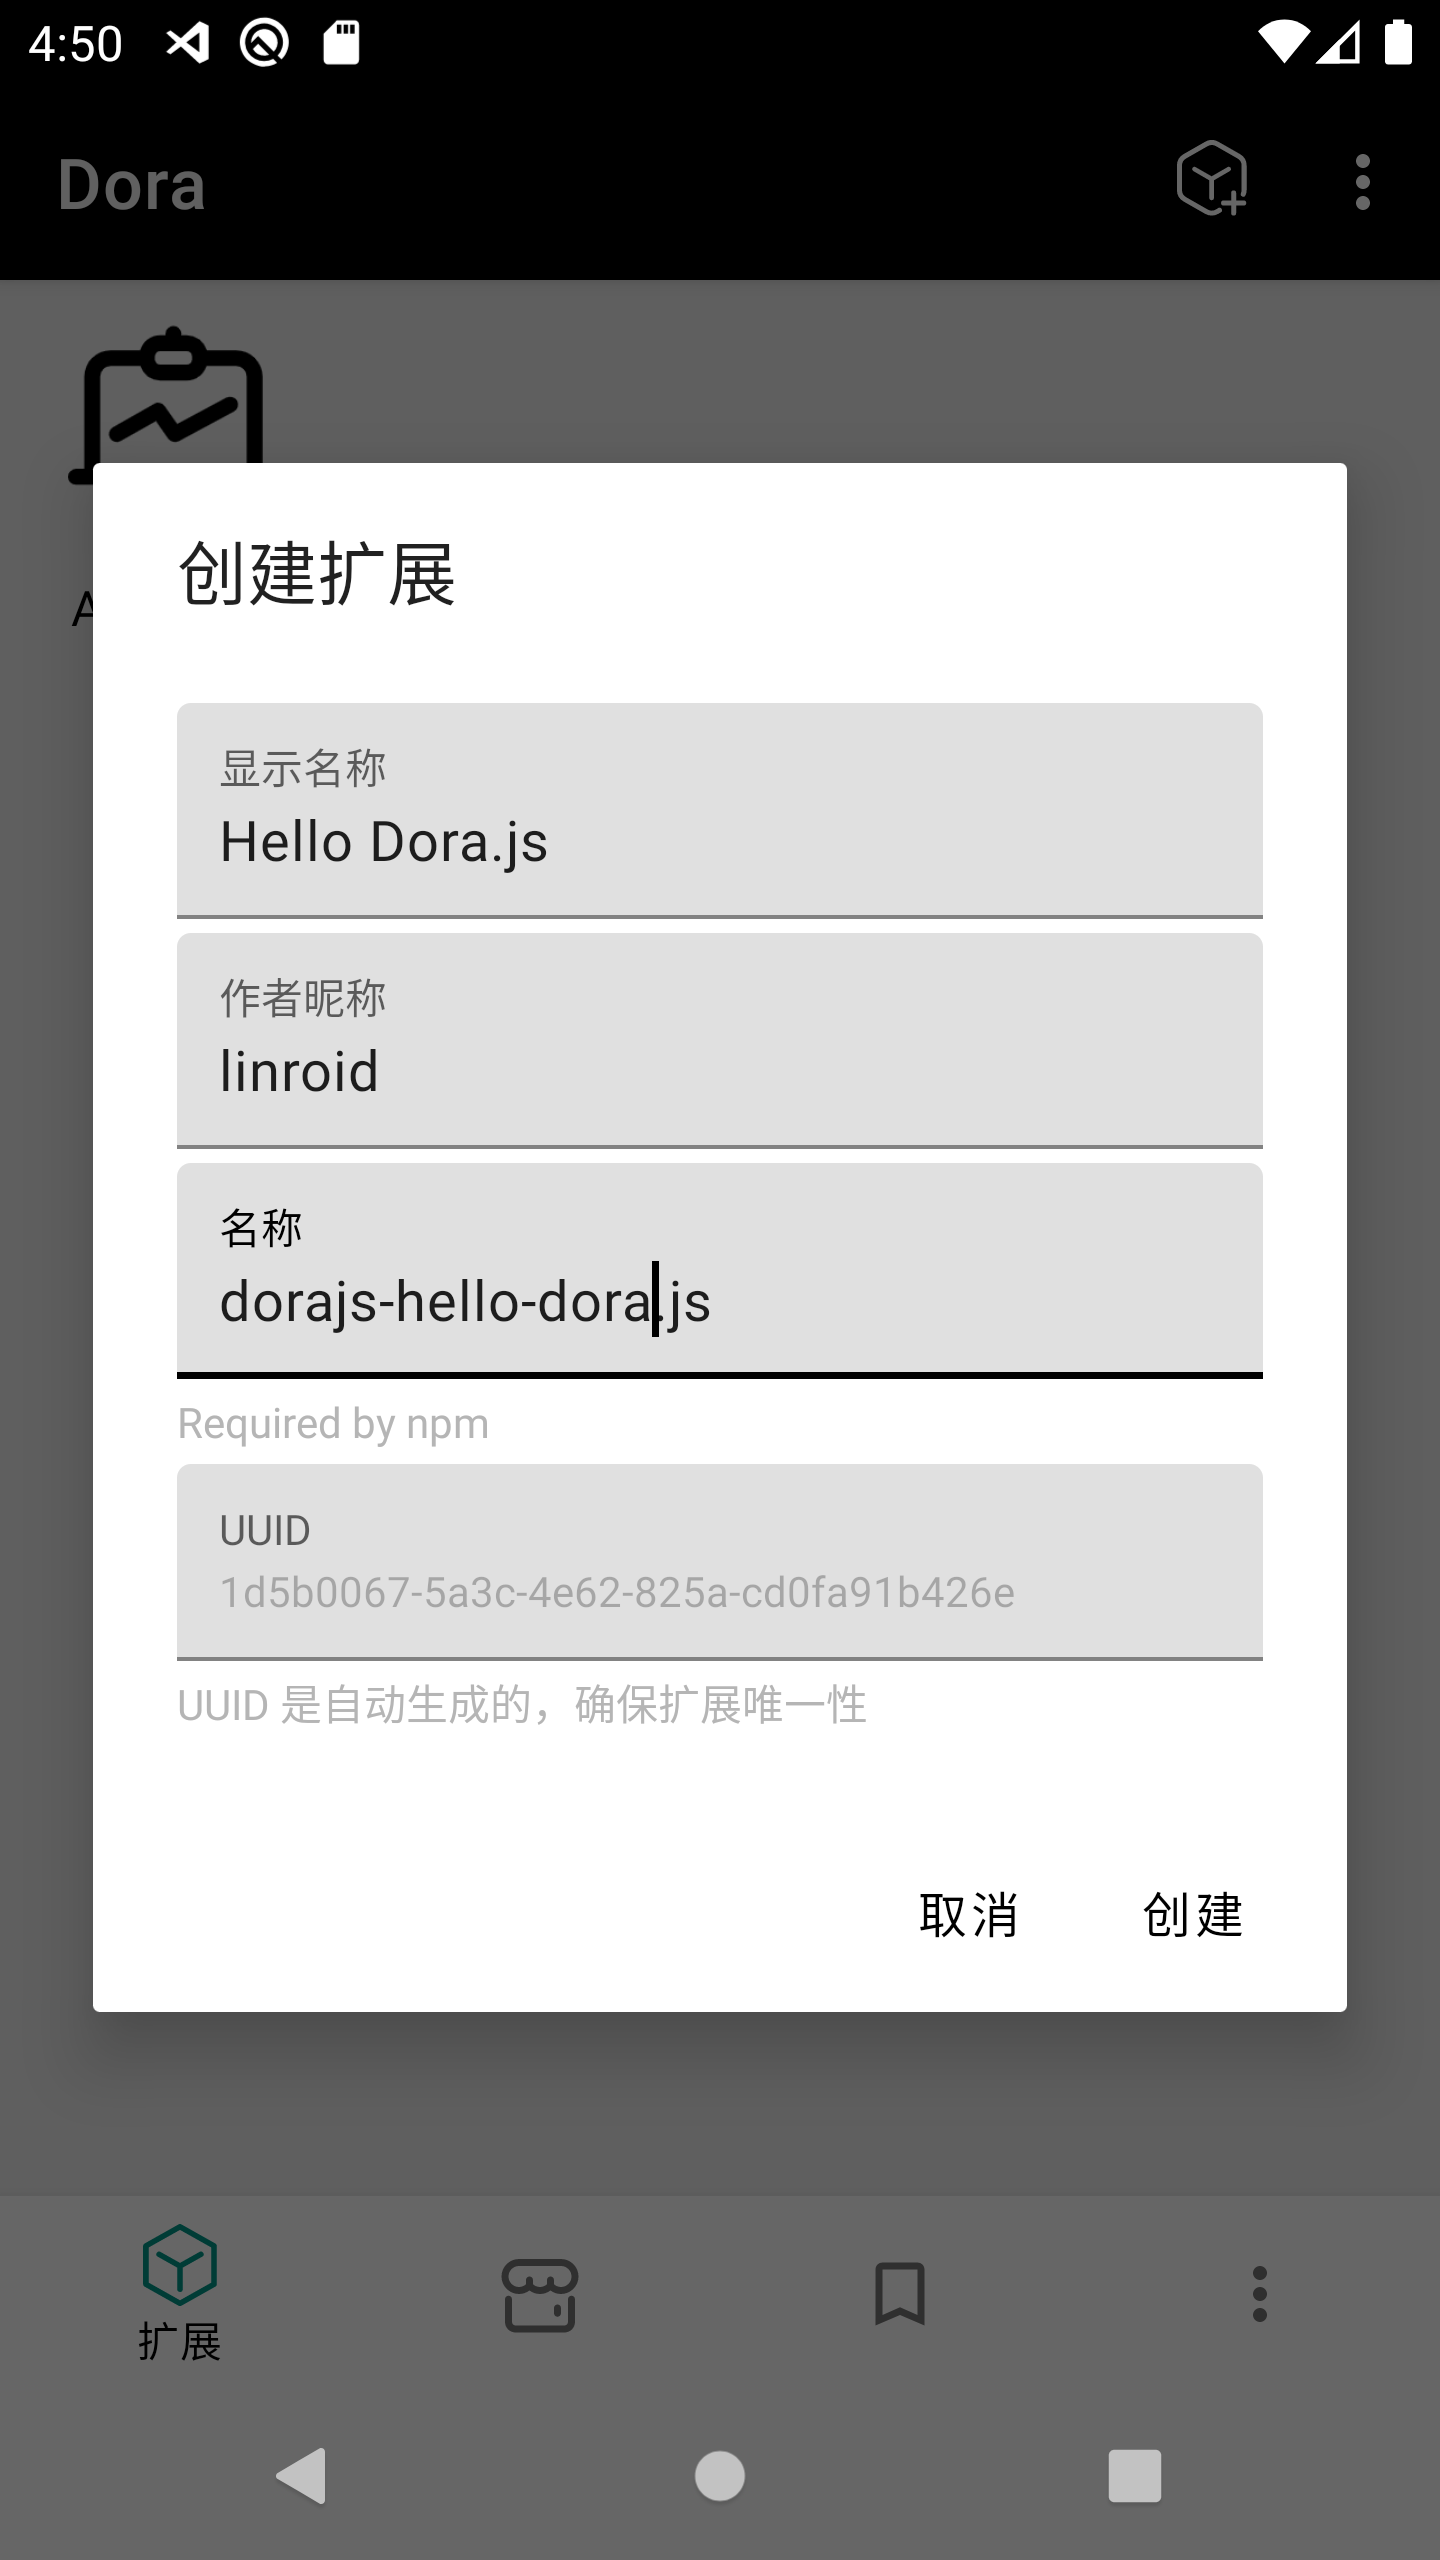 4:50
Dora
A
创建扩展
显示名称
Hello Dora.js
作者昵称
linroid
名称
dorajs-hello-dora.js
Required by npm
UUID
1d5b0067-5a3c-4e62-825a-cd0fa91b426e
UUID 是自动生成的，确保扩展唯一性
取消 创建
扩展